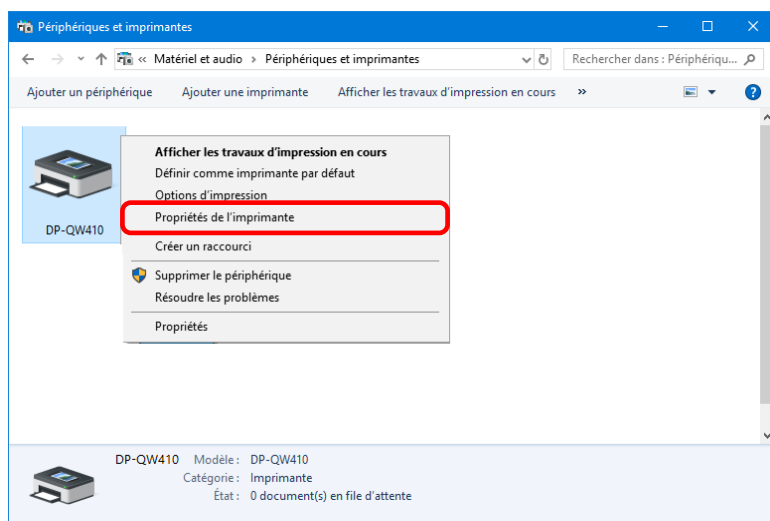 Périphériques et imprimantes
« Matériel et audio › Périphériques et imprimantes
Rechercher dans : Périphériqu...
Ajouter un périphérique Ajouter une imprimante Afficher les travaux d'impression en cours »
?
DP-QW410
Afficher les travaux d'impression en cours
Définir comme imprimante par défaut
Options d'impression
Propriétés de l'imprimante
Créer un raccourci
Supprimer le périphérique
Résoudre les problèmes
Propriétés
DP-QW410 Modèle : DP-QW410
Catégorie : Imprimante
État : 0 document(s) en file d'attente